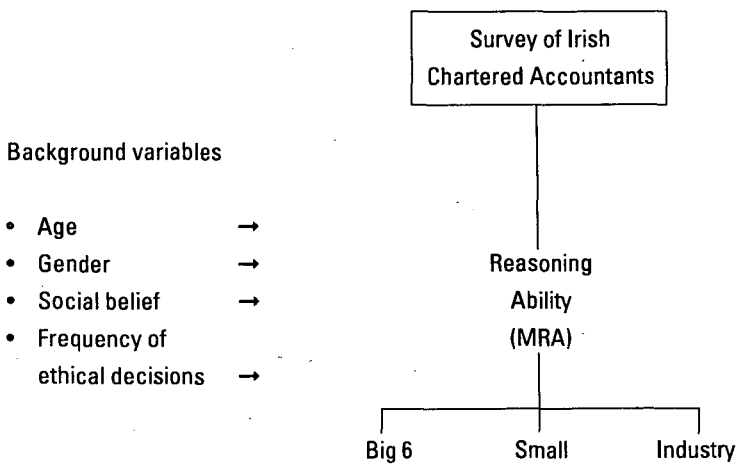 Survey of Irish
Chartered Accountants
Background variables
• Age →
• Gender →
• Social belief →
• Frequency of
ethical decisions →
Reasoning
Ability
(MRA)
Big 6 Small Industry